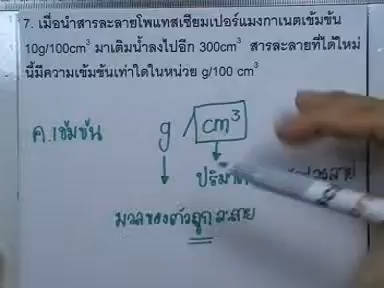 7. เมื่อนำสารละลายโพแทสเซียมเปอร์แมงกาเนตเข้มข้น
10g/100cm³ มาเติมน้ำลงไปอีก 300cm³ สารละลายที่ได้ใหม่
นี้มีความเข้มข้นเท่าใดในหน่วย g/100 cm³
ค.เข้มข้น g / cm³
มวลของตัวถูกละลาย